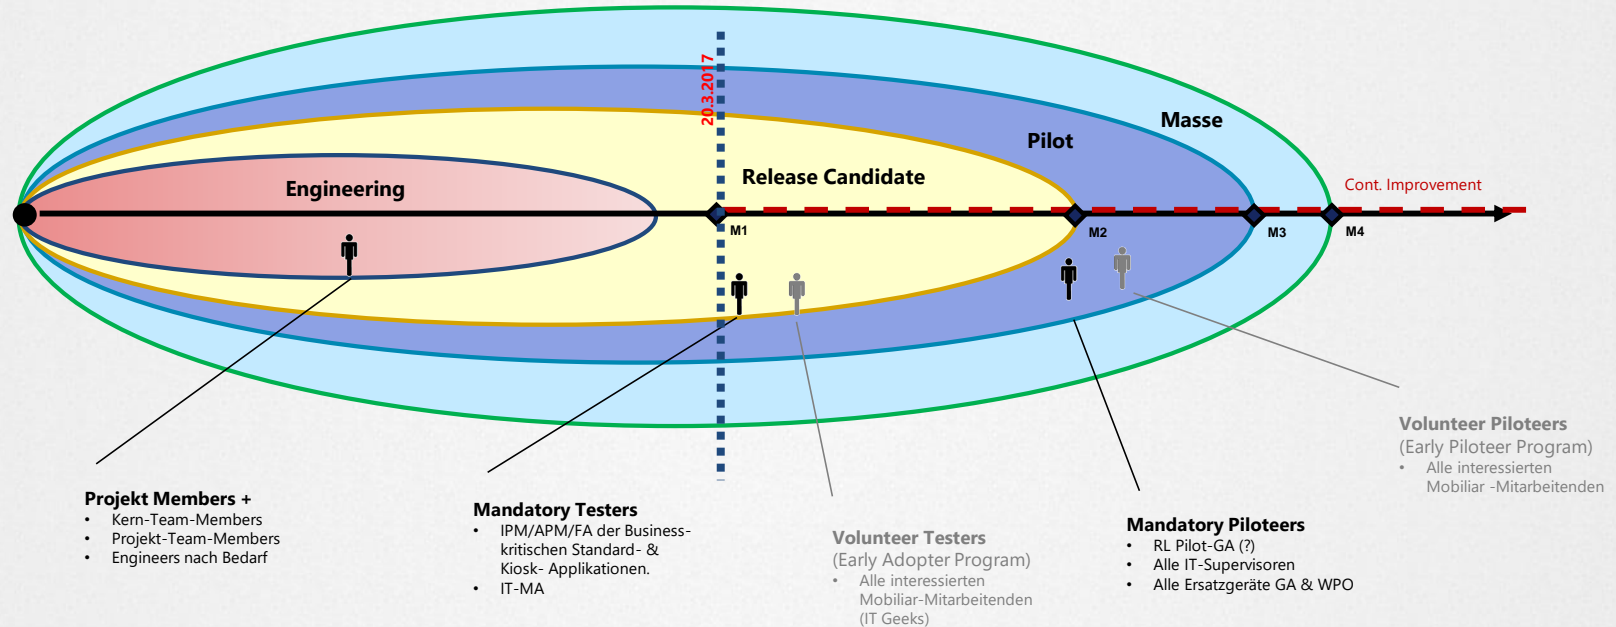 20.3.2017
Masse
Pilot
Release Candidate
Engineering
Cont. Improvement
M1
M2
M3
M4
Projekt Members +
• Kern-Team-Members
• Projekt-Team-Members
• Engineers nach Bedarf
Mandatory Testers
• IPM/APM/FA der Business-
kritischen Standard- &
Kiosk- Applikationen.
• IT-MA
Volunteer Testers
(Early Adopter Program)
• Alle interessierten
Mobiliar-Mitarbeitenden
(IT Geeks)
Mandatory Piloteers
• RL Pilot-GA (?)
• Alle IT-Supervisoren
• Alle Ersatzgeräte GA & WPO
Volunteer Piloteers
(Early Piloteer Program)
• Alle interessierten
Mobiliar -Mitarbeitenden